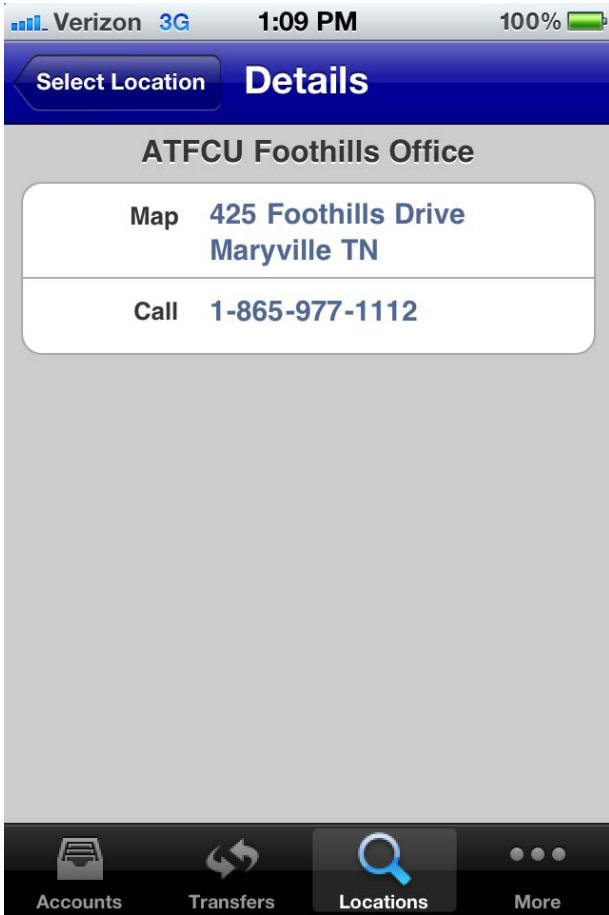 Verizon 3G 1:09 PM 100%
Select Location Details
ATFCU Foothills Office
Map 425 Foothills Drive
Maryville TN
Call 1-865-977-1112
Accounts Transfers Locations More